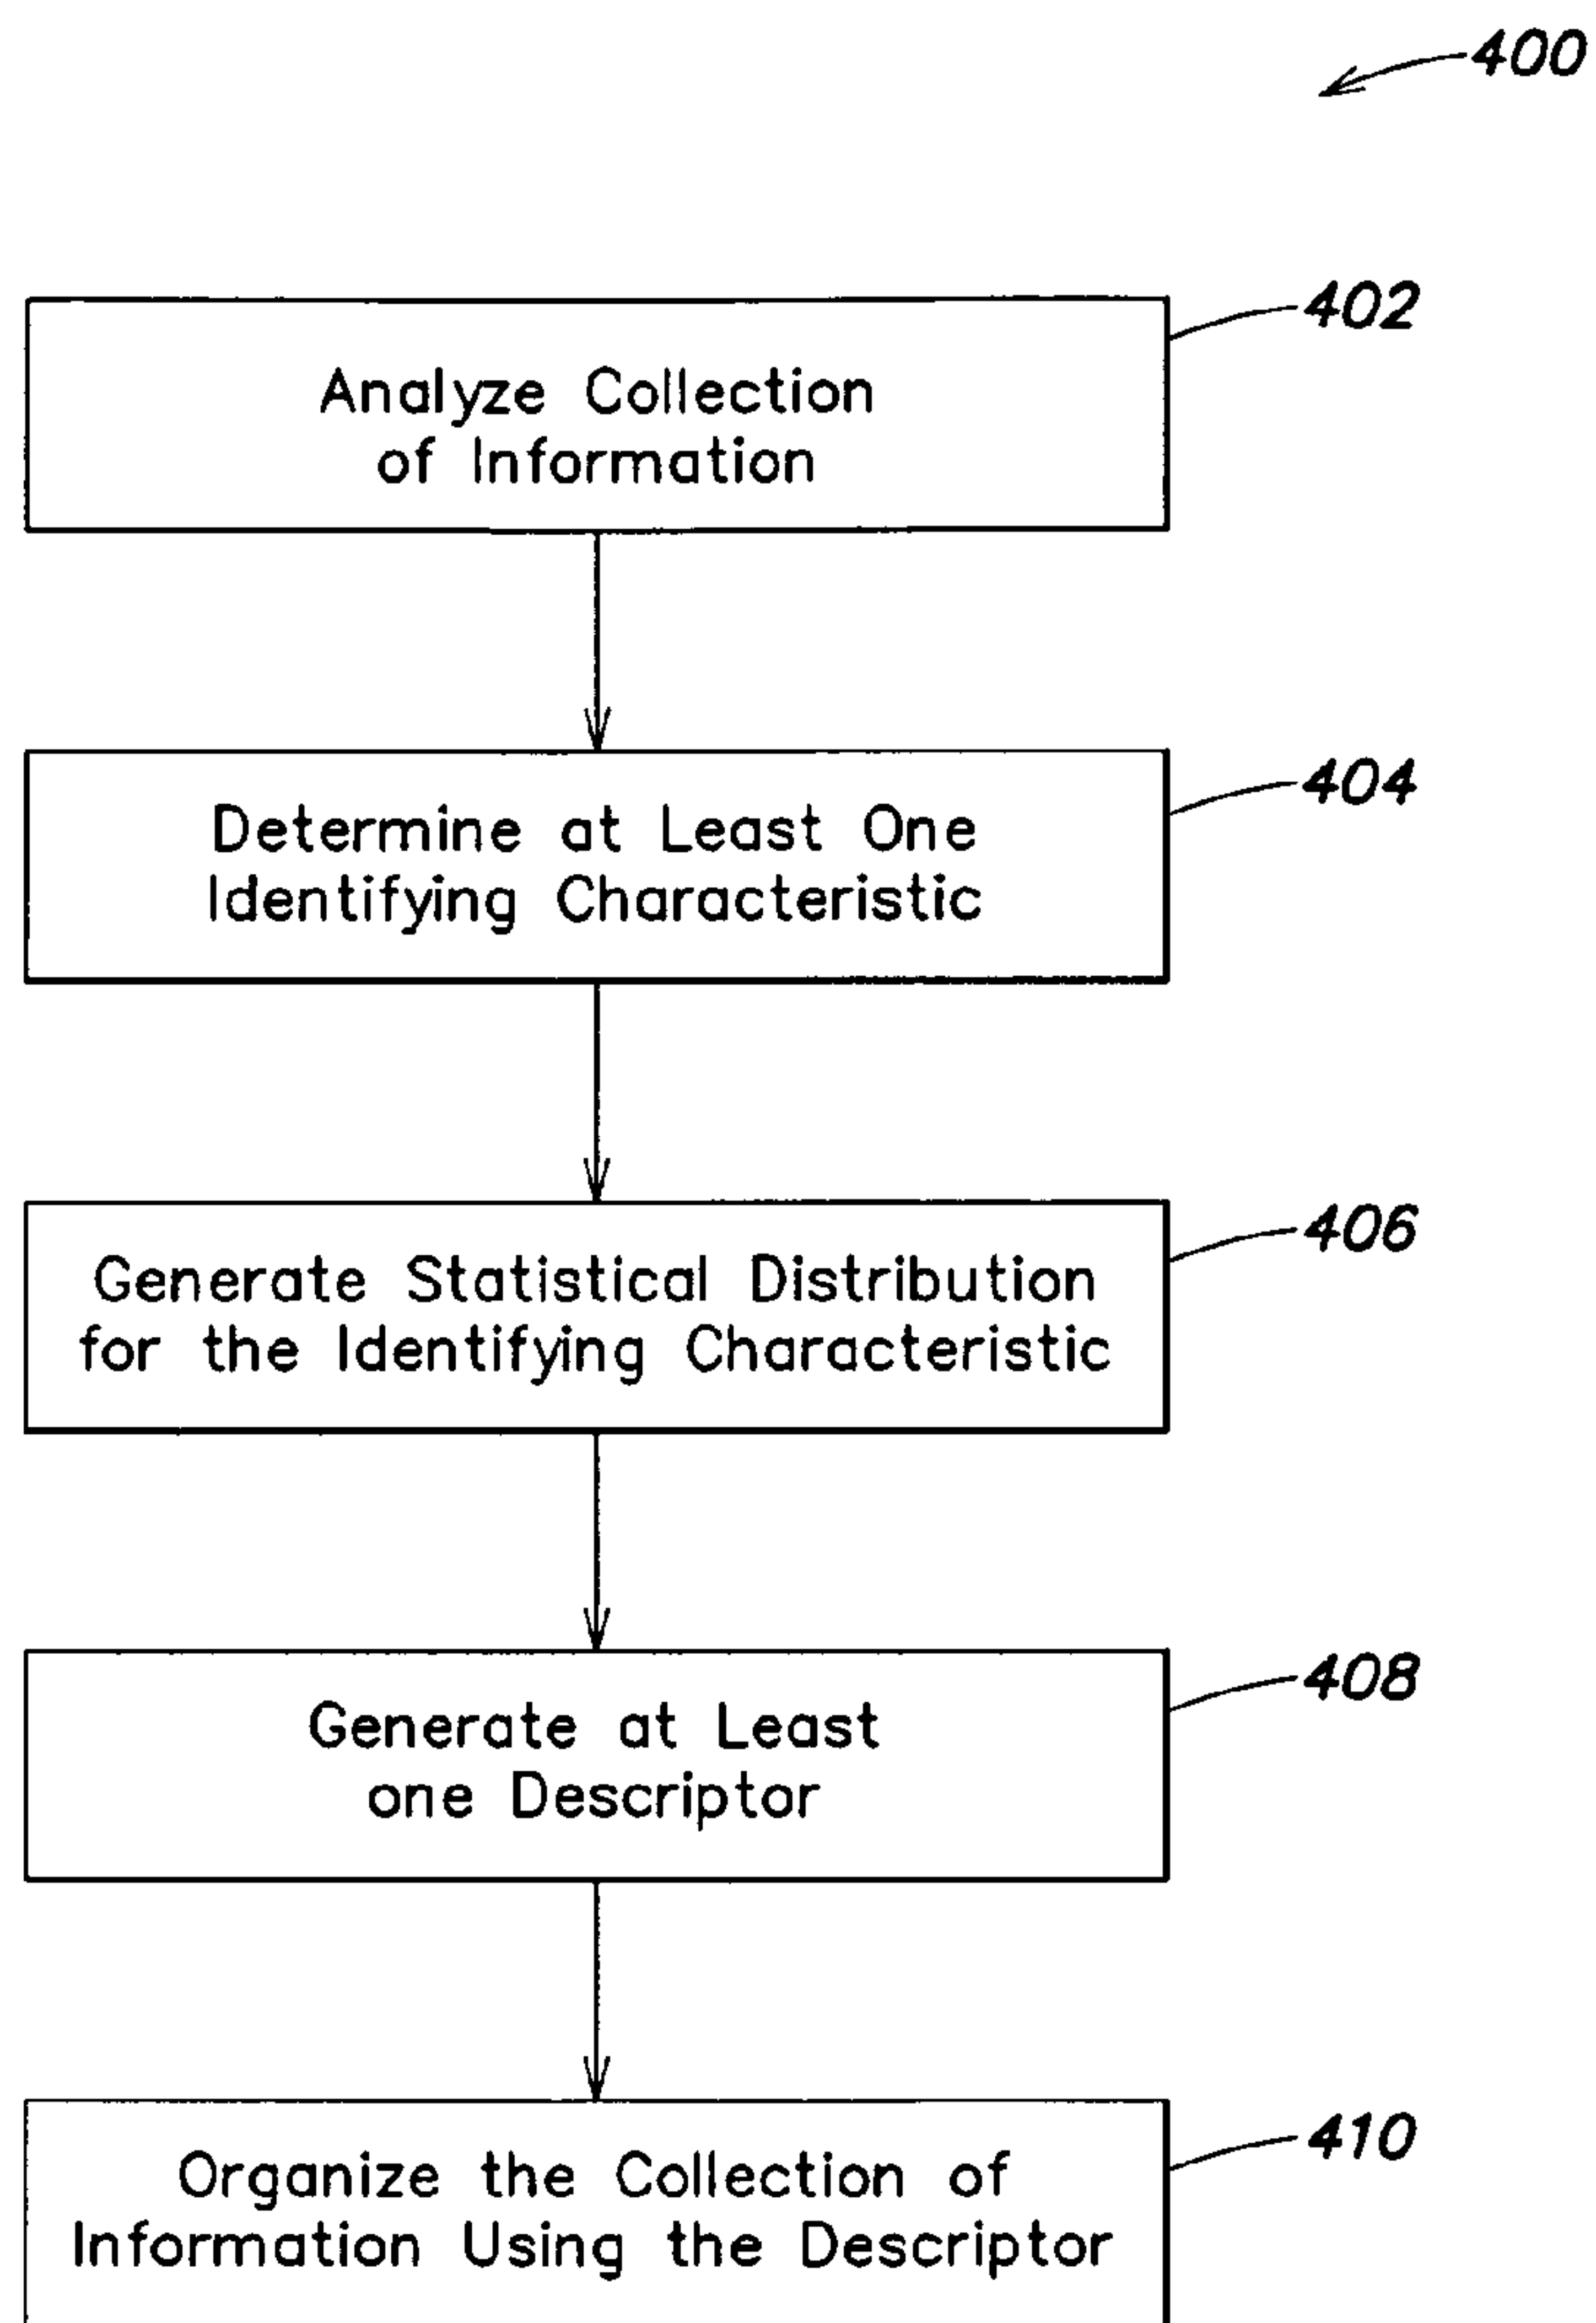 400
402
Analyze Collection
of Information
404
Determine at Least One
Identifying Characteristic
406
Generate Statistical Distribution
for the Identifying Characteristic
408
Generate at Least
one Descriptor
410
Organize the Collection of
Information Using the Descriptor